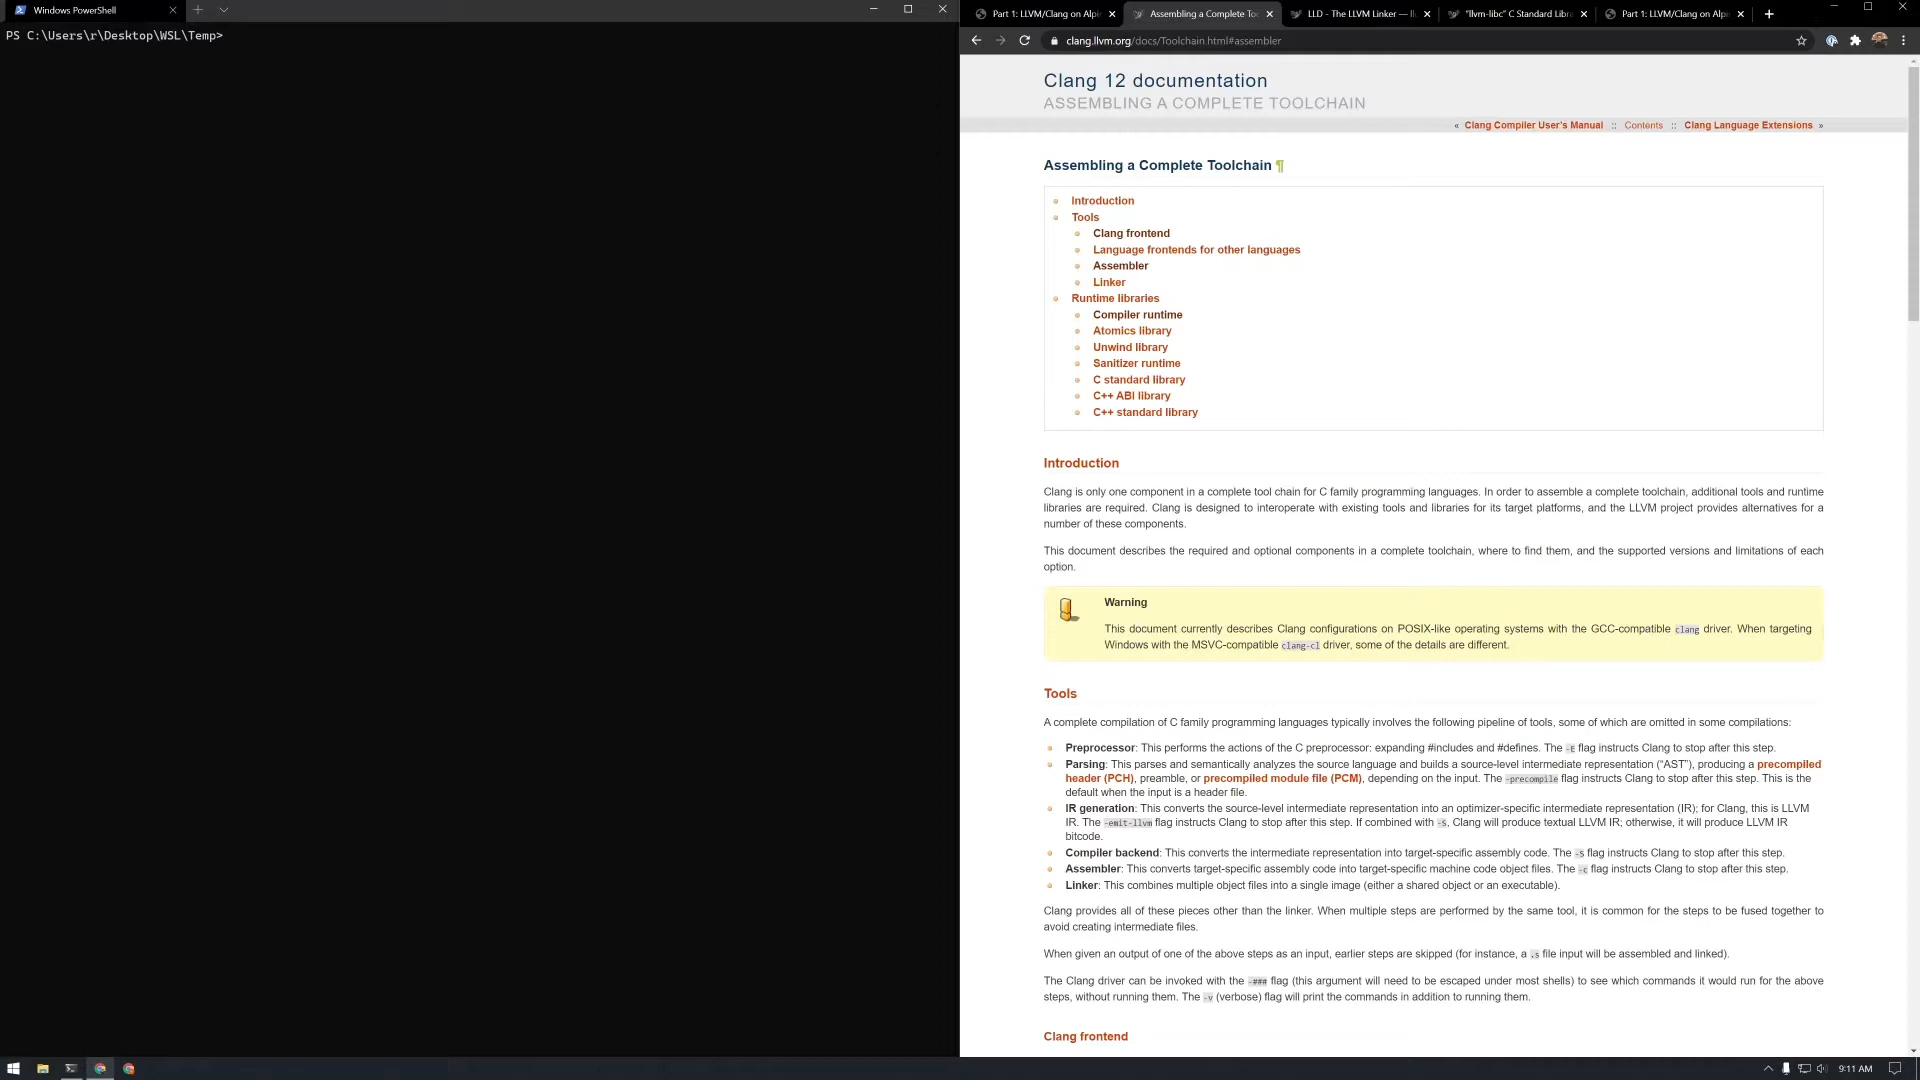 Windows PowerShell
PS C:\Users\r\Desktop\WSL\Temp>
Part 1: LLVM/Clang on Alpi
Assembling a Complete To
LLD - The LLVM Linker — ll
"llvm-libc" C Standard Libra
Part 1: LLVM/Clang on Alpi
clang.llvm.org/docs/Toolchain.html#assembler
Clang 12 documentation
ASSEMBLING A COMPLETE TOOLCHAIN
« Clang Compiler User's Manual :: Contents :: Clang Language Extensions »
Assembling a Complete Toolchain ¶
Introduction
Tools
Clang frontend
Language frontends for other languages
Assembler
Linker
Runtime libraries
Compiler runtime
Atomics library
Unwind library
Sanitizer runtime
C standard library
C++ ABI library
C++ standard library
Introduction
Clang is only one component in a complete tool chain for C family programming languages. In order to assemble a complete toolchain, additional tools and runtime
libraries are required. Clang is designed to interoperate with existing tools and libraries for its target platforms, and the LLVM project provides alternatives for a
number of these components.
This document describes the required and optional components in a complete toolchain, where to find them, and the supported versions and limitations of each
option.
Warning
This document currently describes Clang configurations on POSIX-like operating systems with the GCC-compatible clang driver. When targeting
Windows with the MSVC-compatible clang-cl driver, some of the details are different.
Tools
A complete compilation of C family programming languages typically involves the following pipeline of tools, some of which are omitted in some compilations:
Preprocessor: This performs the actions of the C preprocessor: expanding #includes and #defines. The -E flag instructs Clang to stop after this step.
Parsing: This parses and semantically analyzes the source language and builds a source-level intermediate representation ("AST"), producing a precompiled
header (PCH), preamble, or precompiled module file (PCM), depending on the input. The -precompile flag instructs Clang to stop after this step. This is the
default when the input is a header file.
IR generation: This converts the source-level intermediate representation into an optimizer-specific intermediate representation (IR); for Clang, this is LLVM
IR. The -emit-llvm flag instructs Clang to stop after this step. If combined with -S, Clang will produce textual LLVM IR; otherwise, it will produce LLVM IR
bitcode.
Compiler backend: This converts the intermediate representation into target-specific assembly code. The -S flag instructs Clang to stop after this step.
Assembler: This converts target-specific assembly code into target-specific machine code object files. The -c flag instructs Clang to stop after this step.
Linker: This combines multiple object files into a single image (either a shared object or an executable).
Clang provides all of these pieces other than the linker. When multiple steps are performed by the same tool, it is common for the steps to be fused together to
avoid creating intermediate files.
When given an output of one of the above steps as an input, earlier steps are skipped (for instance, a .s file input will be assembled and linked).
The Clang driver can be invoked with the -### flag (this argument will need to be escaped under most shells) to see which commands it would run for the above
steps, without running them. The -v (verbose) flag will print the commands in addition to running them.
Clang frontend
9:11 AM